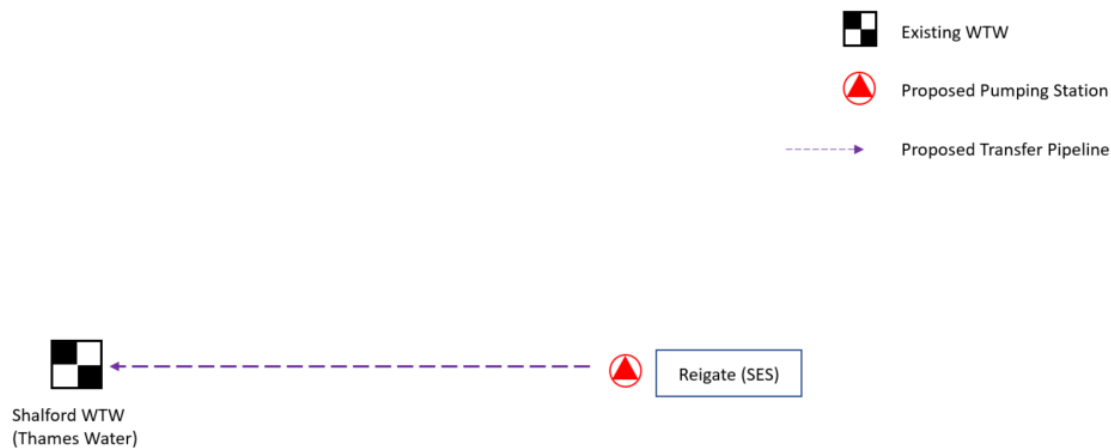 Existing WTW
Proposed Pumping Station
Proposed Transfer Pipeline
Reigate (SES)
Shalford WTW
(Thames Water)